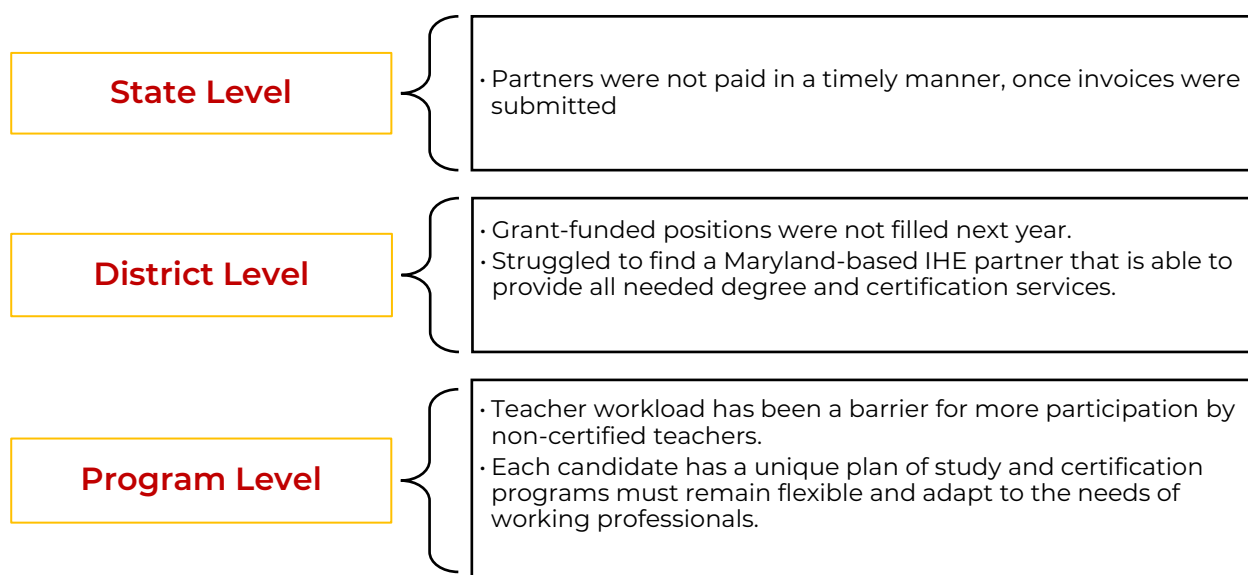 State Level
· Partners were not paid in a timely manner, once invoices were
submitted
District Level
· Grant-funded positions were not filled next year.
· Struggled to find a Maryland-based IHE partner that is able to
provide all needed degree and certification services.
Program Level
· Teacher workload has been a barrier for more participation by
non-certified teachers.
· Each candidate has a unique plan of study and certification
programs must remain flexible and adapt to the needs of
working professionals.